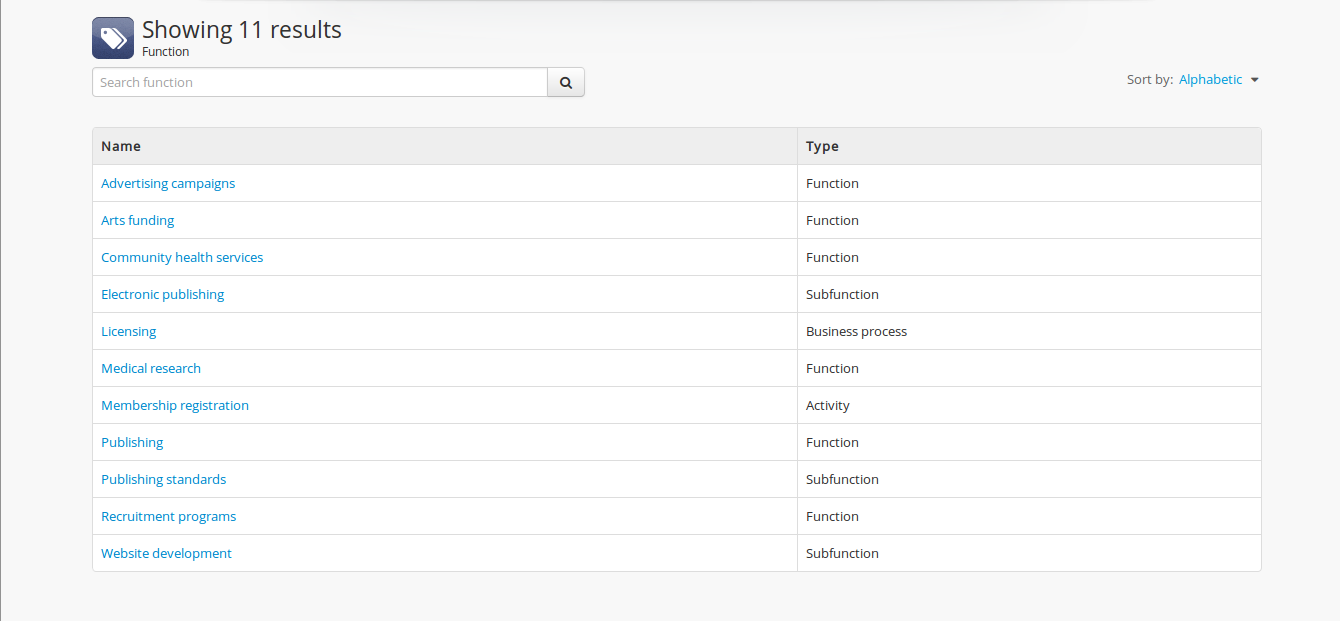 Showing 11 results
Function
Search function
Sort by: Alphabetic
Name Type
Advertising campaigns Function
Arts funding Function
Community health services Function
Electronic publishing Subfunction
Licensing Business process
Medical research Function
Membership registration Activity
Publishing Function
Publishing standards Subfunction
Recruitment programs Function
Website development Subfunction